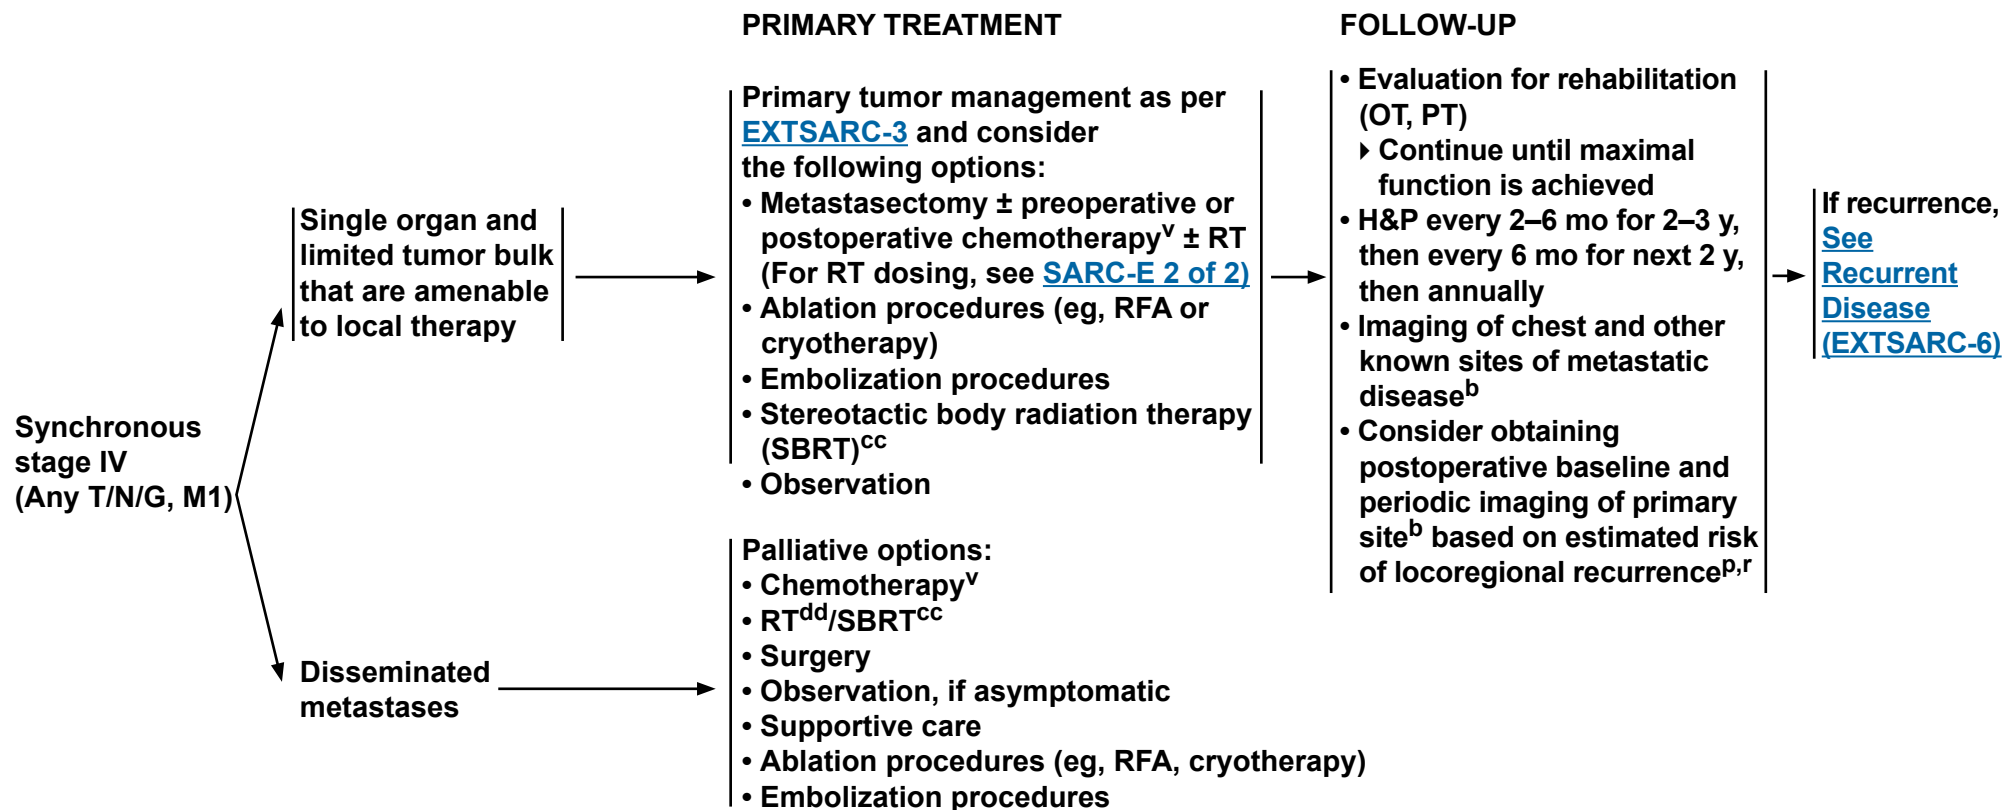 PRIMARY TREATMENT
FOLLOW-UP
Synchronous
stage IV
(Any T/N/G, M1)
Single organ and
limited tumor bulk
that are amenable
to local therapy
Primary tumor management as per
EXTSARC-3 and consider
the following options:
• Metastasectomy ± preoperative or
postoperative chemotherapyᵛ ± RT
(For RT dosing, see SARC-E 2 of 2)
• Ablation procedures (eg, RFA or
cryotherapy)
• Embolization procedures
• Stereotactic body radiation therapy
(SBRT)ᶜᶜ
• Observation
• Evaluation for rehabilitation
(OT, PT)
▸ Continue until maximal
function is achieved
• H&P every 2–6 mo for 2–3 y,
then every 6 mo for next 2 y,
then annually
• Imaging of chest and other
known sites of metastatic
diseaseᵇ
• Consider obtaining
postoperative baseline and
periodic imaging of primary
siteᵇ based on estimated risk
of locoregional recurrenceᵖ,ʳ
If recurrence,
See
Recurrent
Disease
(EXTSARC-6)
Disseminated
metastases
Palliative options:
• Chemotherapyᵛ
• RTᵈᵈ/SBRTᶜᶜ
• Surgery
• Observation, if asymptomatic
• Supportive care
• Ablation procedures (eg, RFA, cryotherapy)
• Embolization procedures